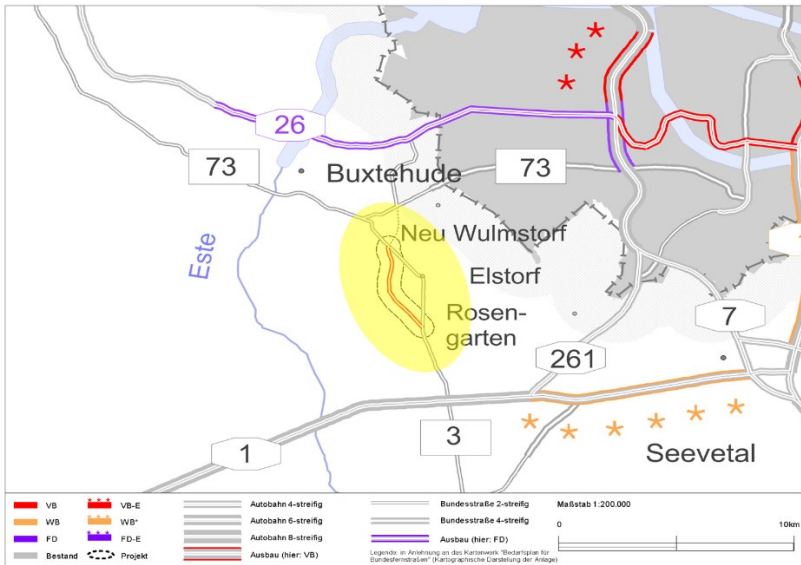 26
73
73
Buxtehude
Neu Wulmstorf
Este
Elstorf
Rosen-
garten
7
261
1
3
Seevetal
VB
VB-E
WB
WB*
FD
FD-E
Bestand
Projekt
Autobahn 4-streifig
Autobahn 6-streifig
Autobahn 8-streifig
Ausbau (hier: VB)
Bundesstraße 2-streifig
Bundesstraße 4-streifig
Ausbau (hier: FD)
Legende: in Anlehnung an das Kartenwerk "Bedarfsplan für
Bundesfernstraßen" (Kartographische Darstellung der Anlage)
Maßstab 1:200.000
0
10km